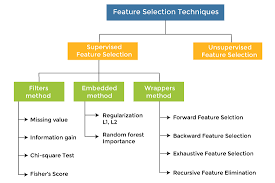 Feature Selection Techniques
Supervised
Feature Selection
Unsupervised
Feature Selection
Filters
method
Embedded
method
Wrappers
method
Missing value
Information gain
Chi-square Test
Fisher's Score
Regularization
L1, L2
Random forest
Importance
Forward Feature Selection
Backward Feature Selection
Exhaustive Feature Selection
Recursive Feature Elimination